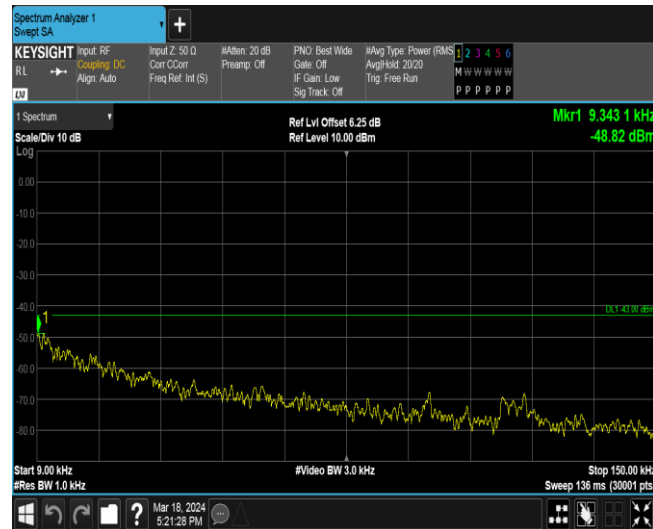 Spectrum Analyzer 1
Swept SA
+
KEYSIGHT Input: RF Input Z: 50 Ω #Atten: 20 dB PNO: Best Wide #Avg Type: Power (RMS 1 2 3 4 5 6
RL Coupling: DC Corr CCorr Preamp: Off Gate: Off Avg|Hold: 20/20 M W W W W W
Align: Auto Freq Ref: Int (S) IF Gain: Low Trig: Free Run
Sig Track: Off P P P P P P
LXI
1 Spectrum Ref Lvl Offset 6.25 dB Mkr1 9.343 1 kHz
Scale/Div 10 dB Ref Level 10.00 dBm -48.82 dBm
Log
0.00
-10.0
-20.0
-30.0
-40.0 DL1 -43.00 dBm
1
-50.0
-60.0
-70.0
-80.0
Start 9.00 kHz #Video BW 3.0 kHz Stop 150.00 kHz
#Res BW 1.0 kHz Sweep 136 ms (30001 pts
? Mar 18, 2024
5:21:28 PM